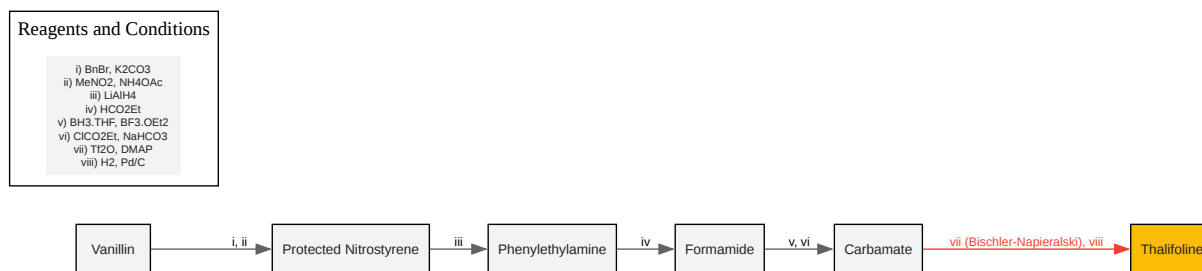 Reagents and Conditions
i) BnBr, K2CO3
ii) MeNO2, NH4OAc
iii) LiAlH4
iv) HCO2Et
v) BH3.THF, BF3.OEt2
vi) ClCO2Et, NaHCO3
vii) Tf2O, DMAP
viii) H2, Pd/C
Vanillin
i, ii
Protected Nitrostyrene
iii
Phenylethylamine
iv
Formamide
v, vi
Carbamate
vii (Bischler-Napieralski), viii
Thalifoline